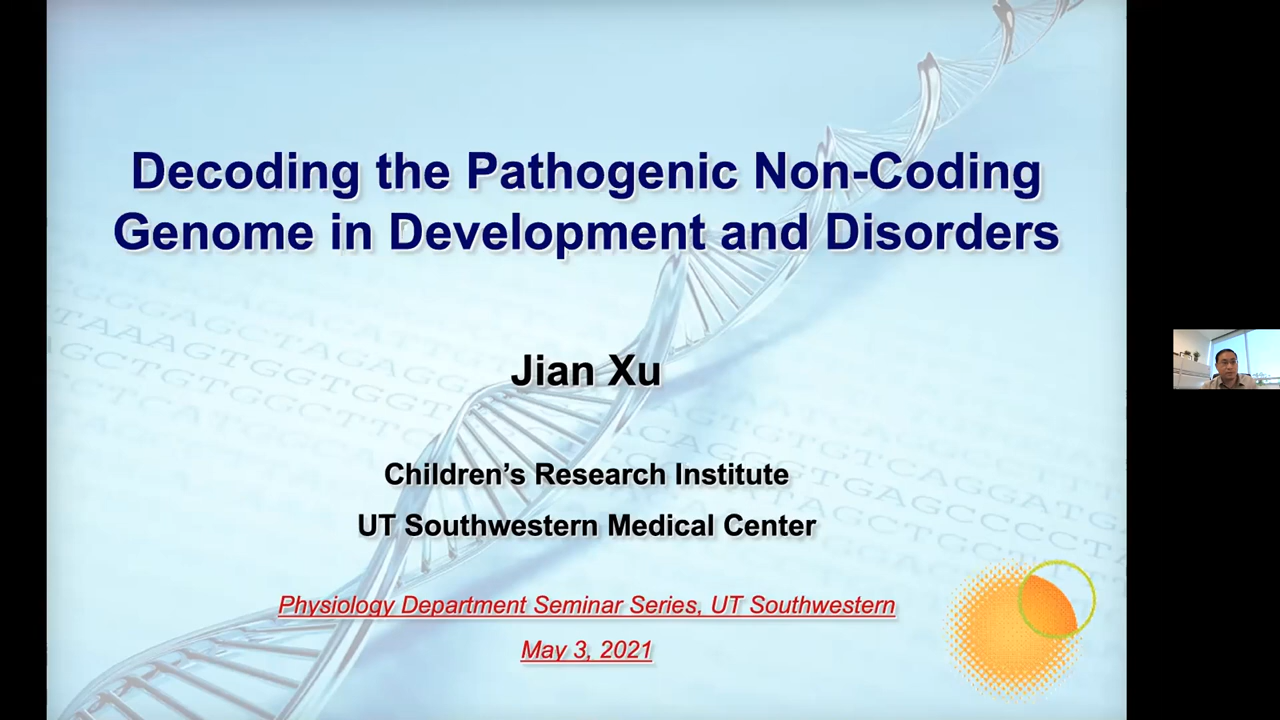 Decoding the Pathogenic Non-Coding
Genome in Development and Disorders
Jian Xu
Children's Research Institute
UT Southwestern Medical Center
Physiology Department Seminar Series, UT Southwestern
May 3, 2021